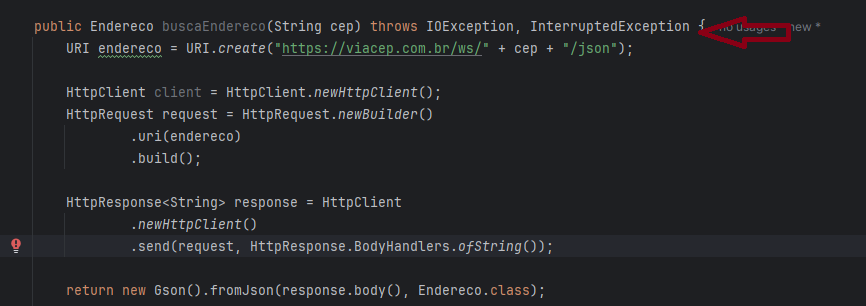 public Endereco buscaEndereco(String cep) throws IOException, InterruptedException { no usages new *
URI endereco = URI.create("https://viacep.com.br/ws/" + cep + "/json");
HttpClient client = HttpClient.newHttpClient();
HttpRequest request = HttpRequest.newBuilder()
.uri(endereco)
.build();
HttpResponse<String> response = HttpClient
.newHttpClient()
.send(request, HttpResponse.BodyHandlers.ofString());
return new Gson().fromJson(response.body(), Endereco.class);